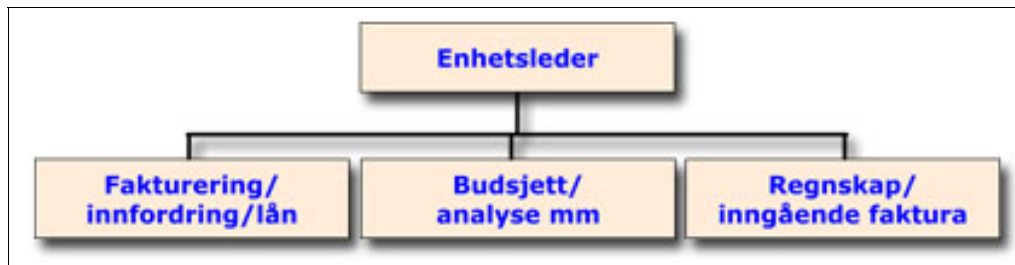 Enhetsleder
Fakturering/
innfordring/lån
Budsjett/
analyse mm
Regnskap/
inngående faktura